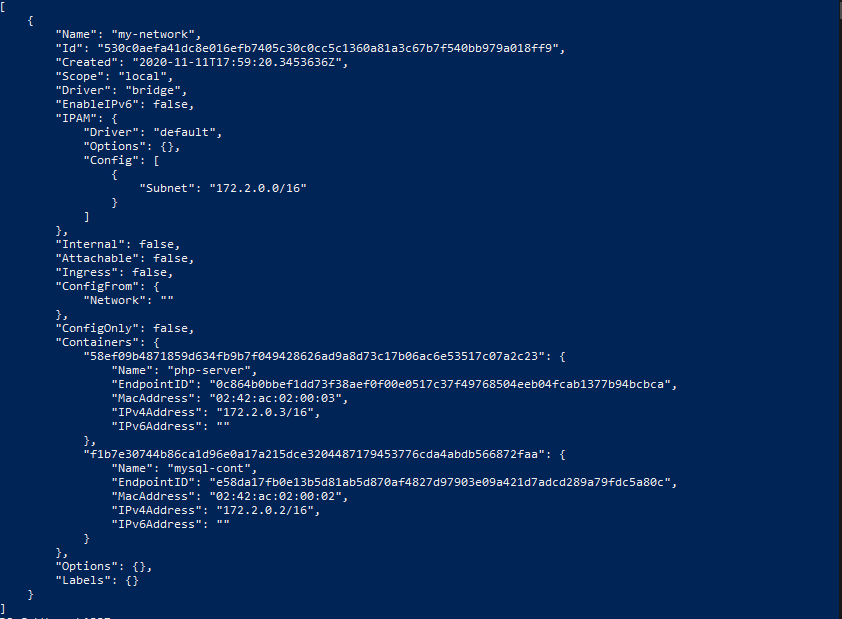 [
    {
        "Name": "my-network",
        "Id": "530c0aefa41dc8e016efb7405c30c0cc5c1360a81a3c67b7f540bb979a018ff9",
        "Created": "2020-11-11T17:59:20.3453636Z",
        "Scope": "local",
        "Driver": "bridge",
        "EnableIPv6": false,
        "IPAM": {
            "Driver": "default",
            "Options": {},
            "Config": [
                {
                    "Subnet": "172.2.0.0/16"
                }
            ]
        },
        "Internal": false,
        "Attachable": false,
        "Ingress": false,
        "ConfigFrom": {
            "Network": ""
        },
        "ConfigOnly": false,
        "Containers": {
            "58ef09b4871859d634fb9b7f049428626ad9a8d73c17b06ac6e53517c07a2c23": {
                "Name": "php-server",
                "EndpointID": "0c864b0bbef1dd73f38aef0f00e0517c37f49768504eeb04fcab1377b94bcbca",
                "MacAddress": "02:42:ac:02:00:03",
                "IPv4Address": "172.2.0.3/16",
                "IPv6Address": ""
            },
            "f1b7e30744b86ca1d96e0a17a215dce3204487179453776cda4abdb566872faa": {
                "Name": "mysql-cont",
                "EndpointID": "e58da17fb0e13b5d81ab5d870af4827d97903e09a421d7adcd289a79fdc5a80c",
                "MacAddress": "02:42:ac:02:00:02",
                "IPv4Address": "172.2.0.2/16",
                "IPv6Address": ""
            }
        },
        "Options": {},
        "Labels": {}
    }
]